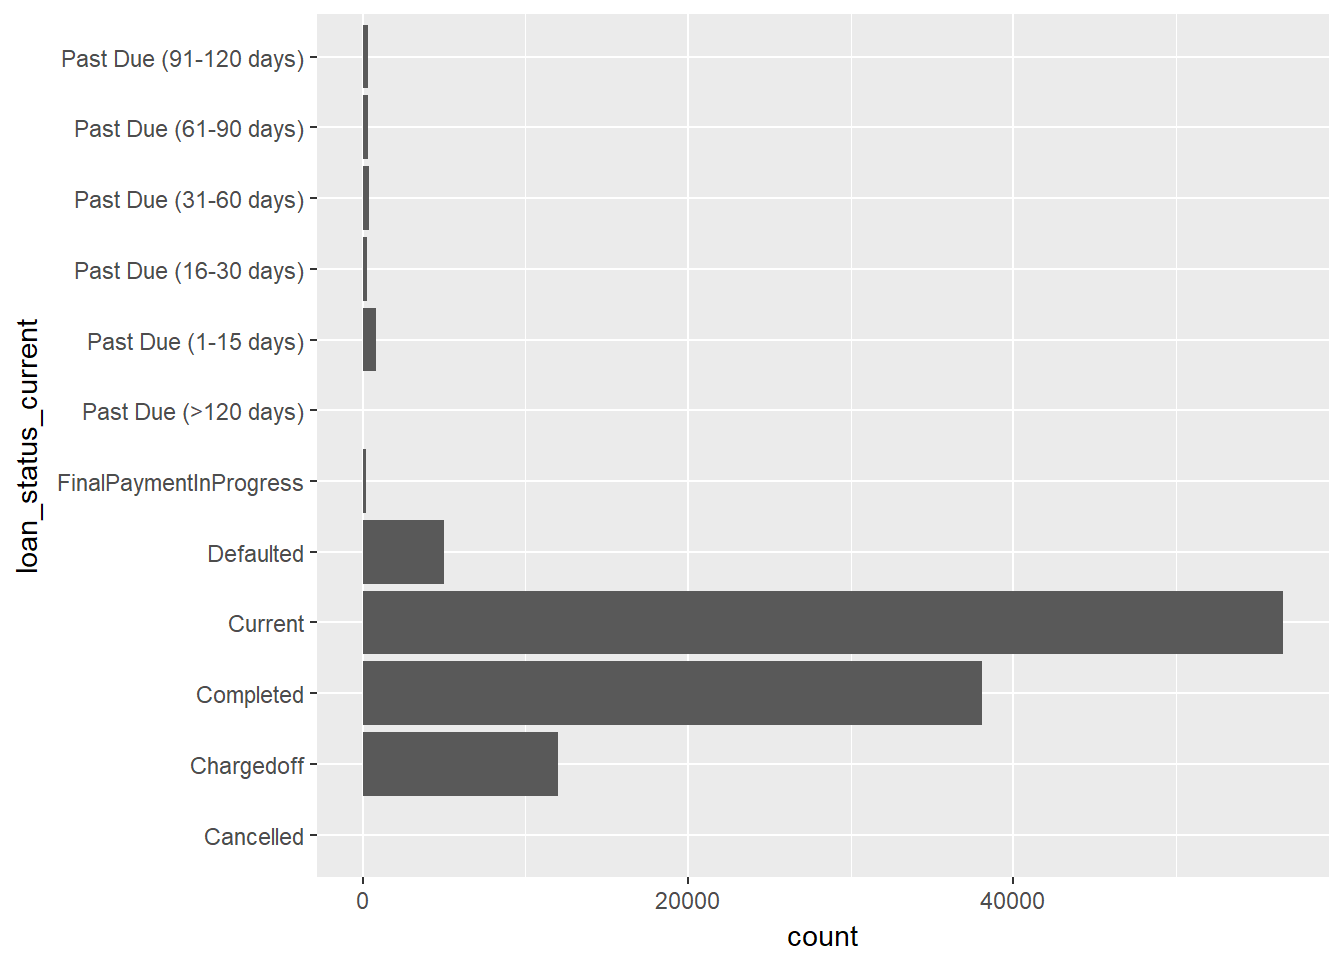 Past Due (91-120 days)
Past Due (61-90 days)
Past Due (31-60 days)
Past Due (16-30 days)
Past Due (1-15 days)
Past Due (>120 days)
FinalPaymentInProgress
Defaulted
Current
Completed
Chargedoff
Cancelled
loan_status_current
0 20000 40000
count